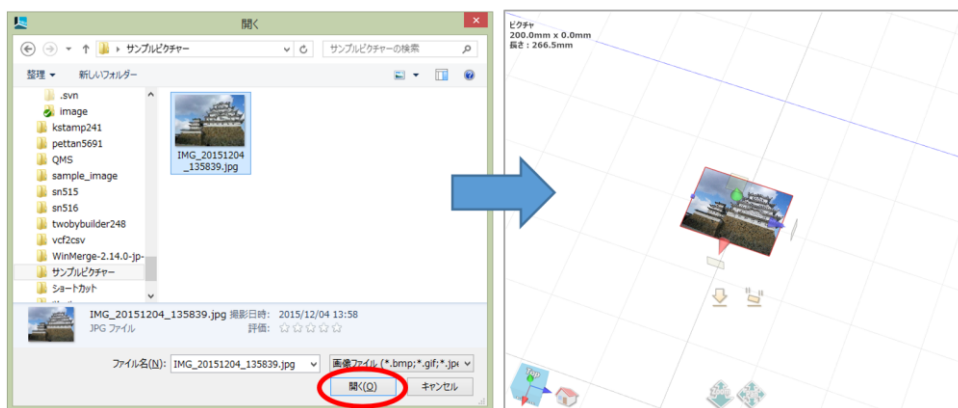 開く
サンプルピクチャー
サンプルピクチャーの検索
整理
新しいフォルダー
.svn
image
kstamp241
pettan5691
QMS
sample_image
sn515
sn516
twobybuilder248
vcf2csv
WinMerge-2.14.0-jp-
サンプルピクチャー
ショートカット
IMG_20151204
_135839.jpg
IMG_20151204_135839.jpg 撮影日時: 2015/12/04 13:58
JPG ファイル 評価: ☆☆☆☆☆
ファイル名(N): IMG_20151204_135839.jpg
画像ファイル (*.bmp;*.gif;*.jpe
開く(O)
キャンセル
ピクチャ
200.0mm x 0.0mm
長さ : 266.5mm